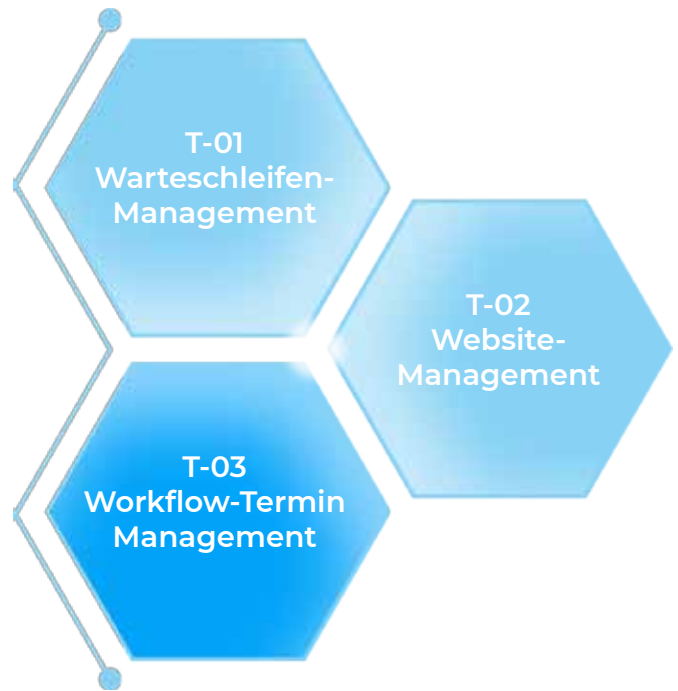 T-01
Warteschleifen-
Management
T-02
Website-
Management
T-03
Workflow-Termin
Management